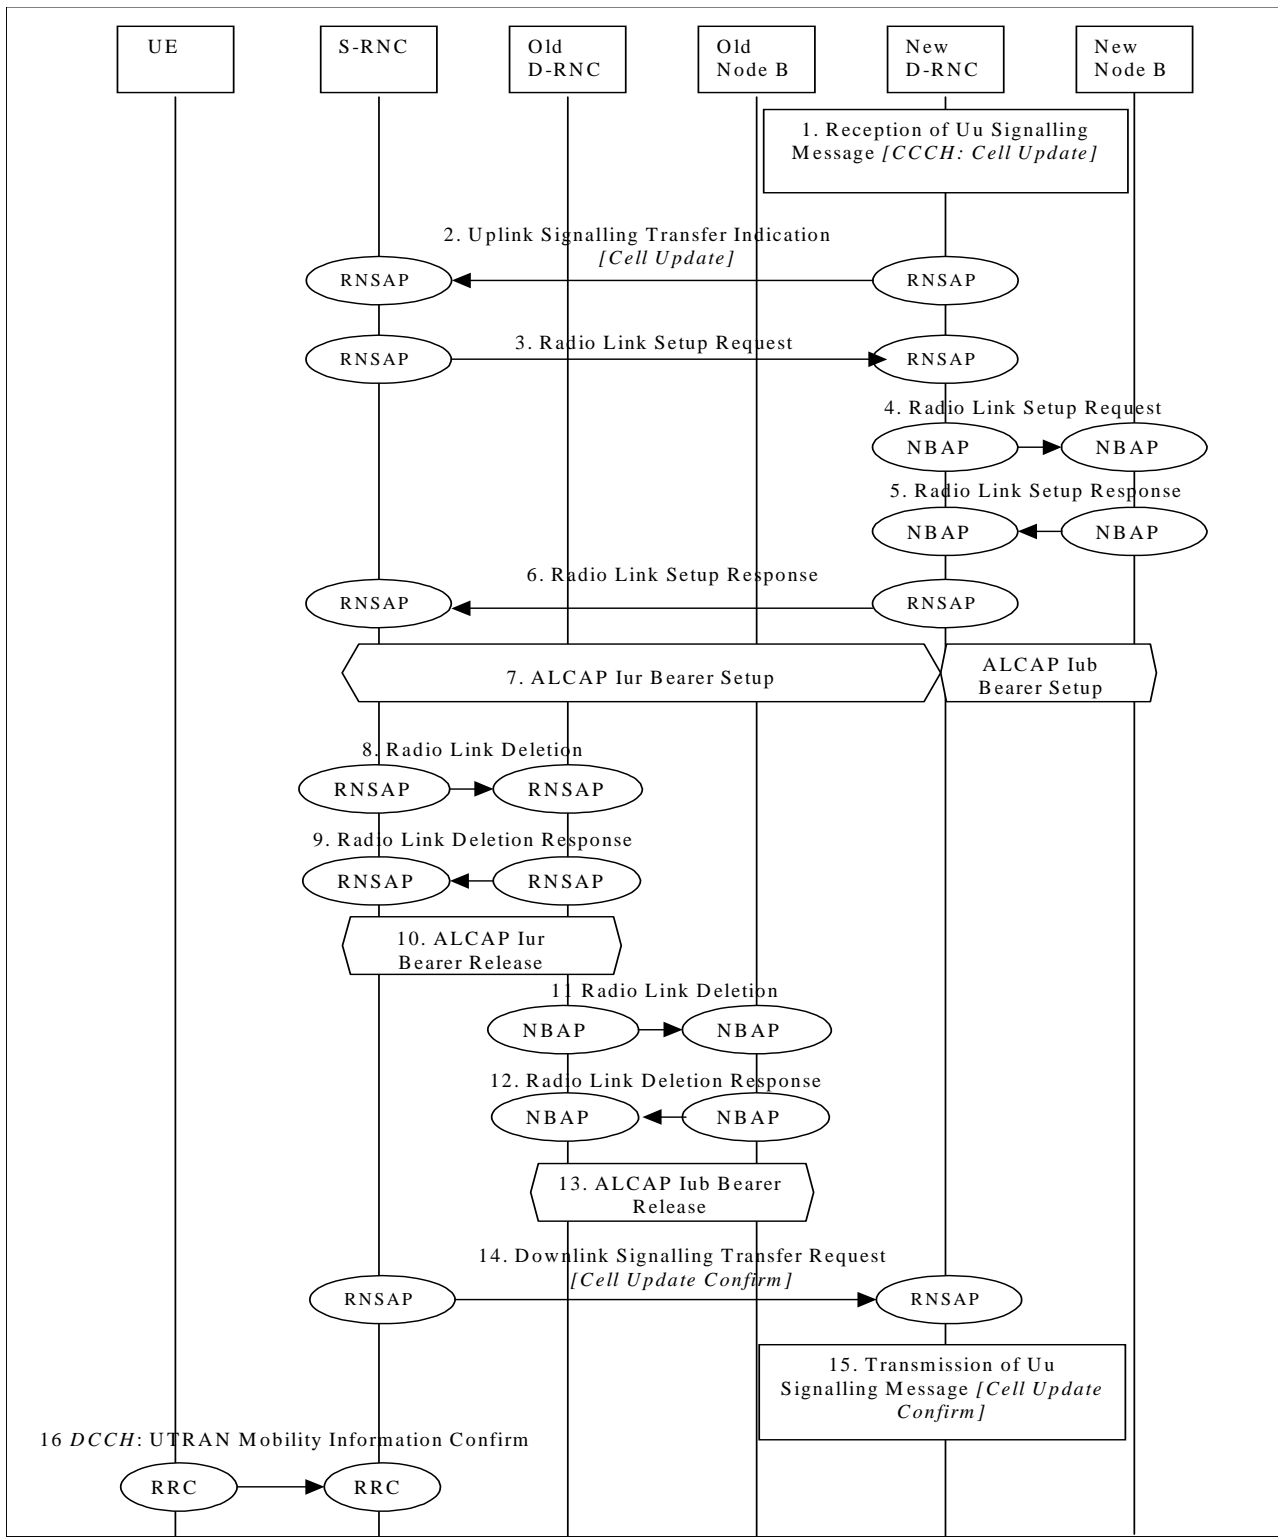 UE
S-RNC
Old
D-RNC
Old
Node B
New
D-RNC
New
Node B
1. Reception of Uu Signalling
Message [CCCH: Cell Update]
2. Uplink Signalling Transfer Indication
[Cell Update]
RNSAP
RNSAP
3. Radio Link Setup Request
RNSAP
RNSAP
4. Radio Link Setup Request
NBAP
NBAP
5. Radio Link Setup Response
NBAP
NBAP
6. Radio Link Setup Response
RNSAP
RNSAP
7. ALCAP Iur Bearer Setup
ALCAP Iub
Bearer Setup
8. Radio Link Deletion
RNSAP
RNSAP
9. Radio Link Deletion Response
RNSAP
RNSAP
10. ALCAP Iur
Bearer Release
11 Radio Link Deletion
NBAP
NBAP
12. Radio Link Deletion Response
NBAP
NBAP
13. ALCAP Iub Bearer
Release
14. Downlink Signalling Transfer Request
[Cell Update Confirm]
RNSAP
RNSAP
15. Transmission of Uu
Signalling Message [Cell Update
Confirm]
16 DCCH: UTRAN Mobility Information Confirm
RRC
RRC